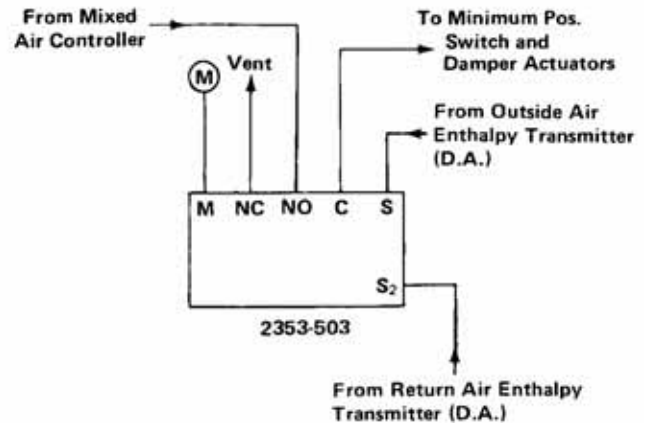 From Mixed
Air Controller
To Minimum Pos.
Switch and
Damper Actuators
M
Vent
From Outside Air
Enthalpy Transmitter
(D.A.)
M NC NO C S
S₂
2353-503
From Return Air Enthalpy
Transmitter (D.A.)